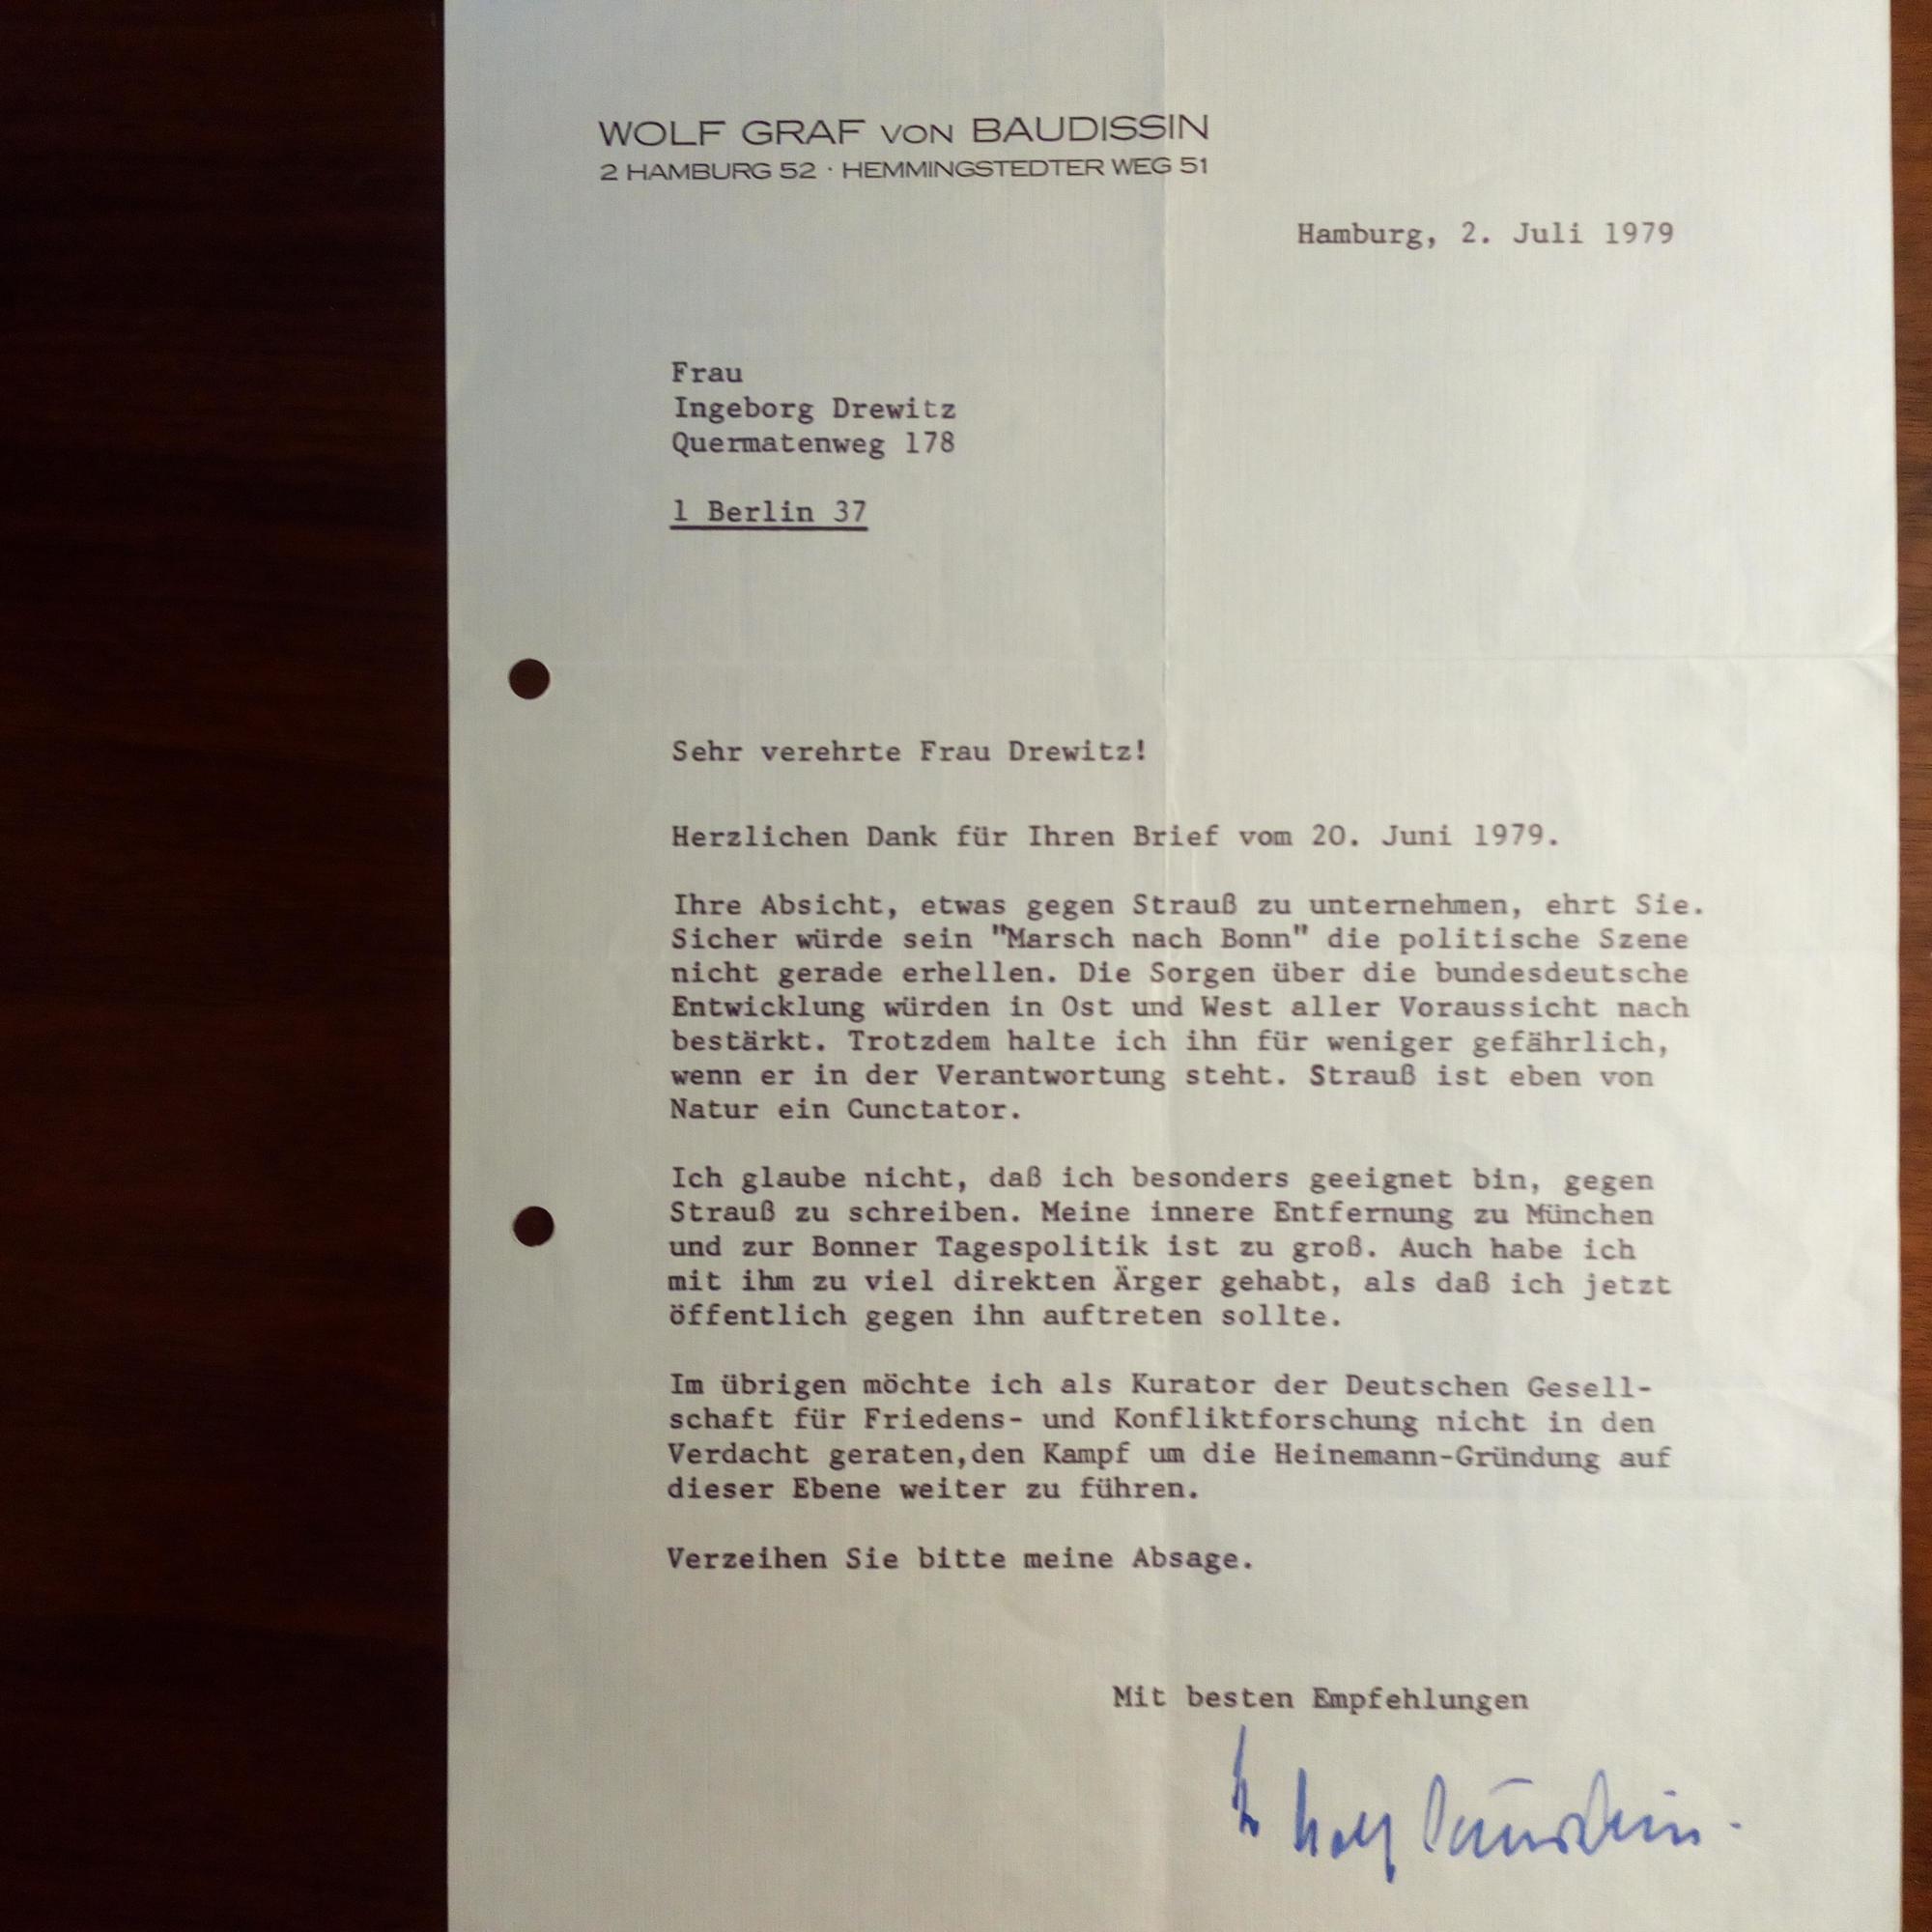 WOLF GRAF VON BAUDISSIN
2 HAMBURG 52 · HEMMINGSTEDTER WEG 51
Hamburg, 2. Juli 1979
Frau
Ingeborg Drewitz
Quermatenweg 178
1 Berlin 37
Sehr verehrte Frau Drewitz!
Herzlichen Dank für Ihren Brief vom 20. Juni 1979.
Ihre Absicht, etwas gegen Strauß zu unternehmen, ehrt Sie.
Sicher würde sein "Marsch nach Bonn" die politische Szene
nicht gerade erhellen. Die Sorgen über die bundesdeutsche
Entwicklung würden in Ost und West aller Voraussicht nach
bestärkt. Trotzdem halte ich ihn für weniger gefährlich,
wenn er in der Verantwortung steht. Strauß ist eben von
Natur ein Cunctator.
Ich glaube nicht, daß ich besonders geeignet bin, gegen
Strauß zu schreiben. Meine innere Entfernung zu München
und zur Bonner Tagespolitik ist zu groß. Auch habe ich
mit ihm zu viel direkten Ärger gehabt, als daß ich jetzt
öffentlich gegen ihn auftreten sollte.
Im übrigen möchte ich als Kurator der Deutschen Gesell-
schaft für Friedens- und Konfliktforschung nicht in den
Verdacht geraten,den Kampf um die Heinemann-Gründung auf
dieser Ebene weiter zu führen.
Verzeihen Sie bitte meine Absage.
Mit besten Empfehlungen
Wolf Baudissin